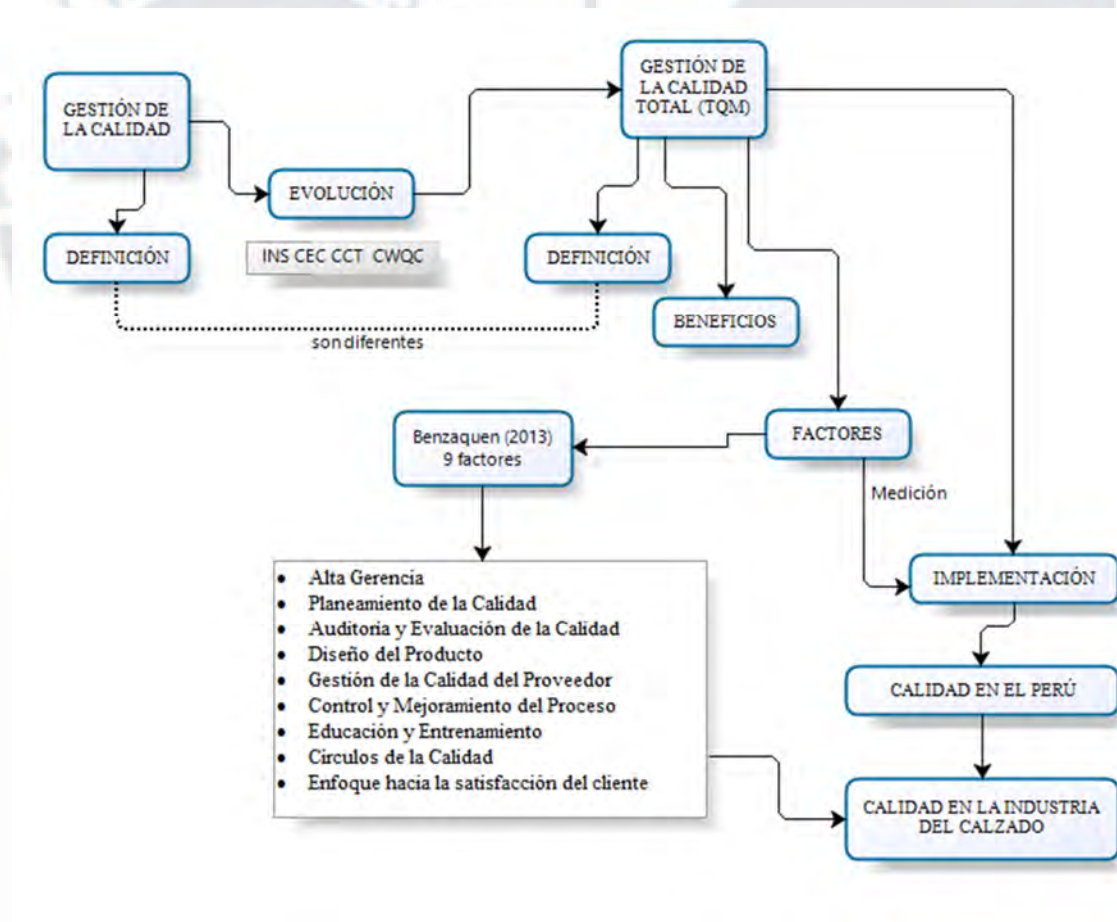 GESTIÓN DE
LA CALIDAD
GESTIÓN DE
LA CALIDAD
TOTAL (TQM)
EVOLUCIÓN
DEFINICIÓN
INS CEC CCT CWQC
DEFINICIÓN
BENEFICIOS
son diferentes
Benzaquen (2013)
9 factores
FACTORES
Medición
• Alta Gerencia
• Planeamiento de la Calidad
• Auditoria y Evaluación de la Calidad
• Diseño del Producto
• Gestión de la Calidad del Proveedor
• Control y Mejoramiento del Proceso
• Educación y Entrenamiento
• Circulos de la Calidad
• Enfoque hacia la satisfacción del cliente
IMPLEMENTACIÓN
CALIDAD EN EL PERÚ
CALIDAD EN LA INDUSTRIA
DEL CALZADO